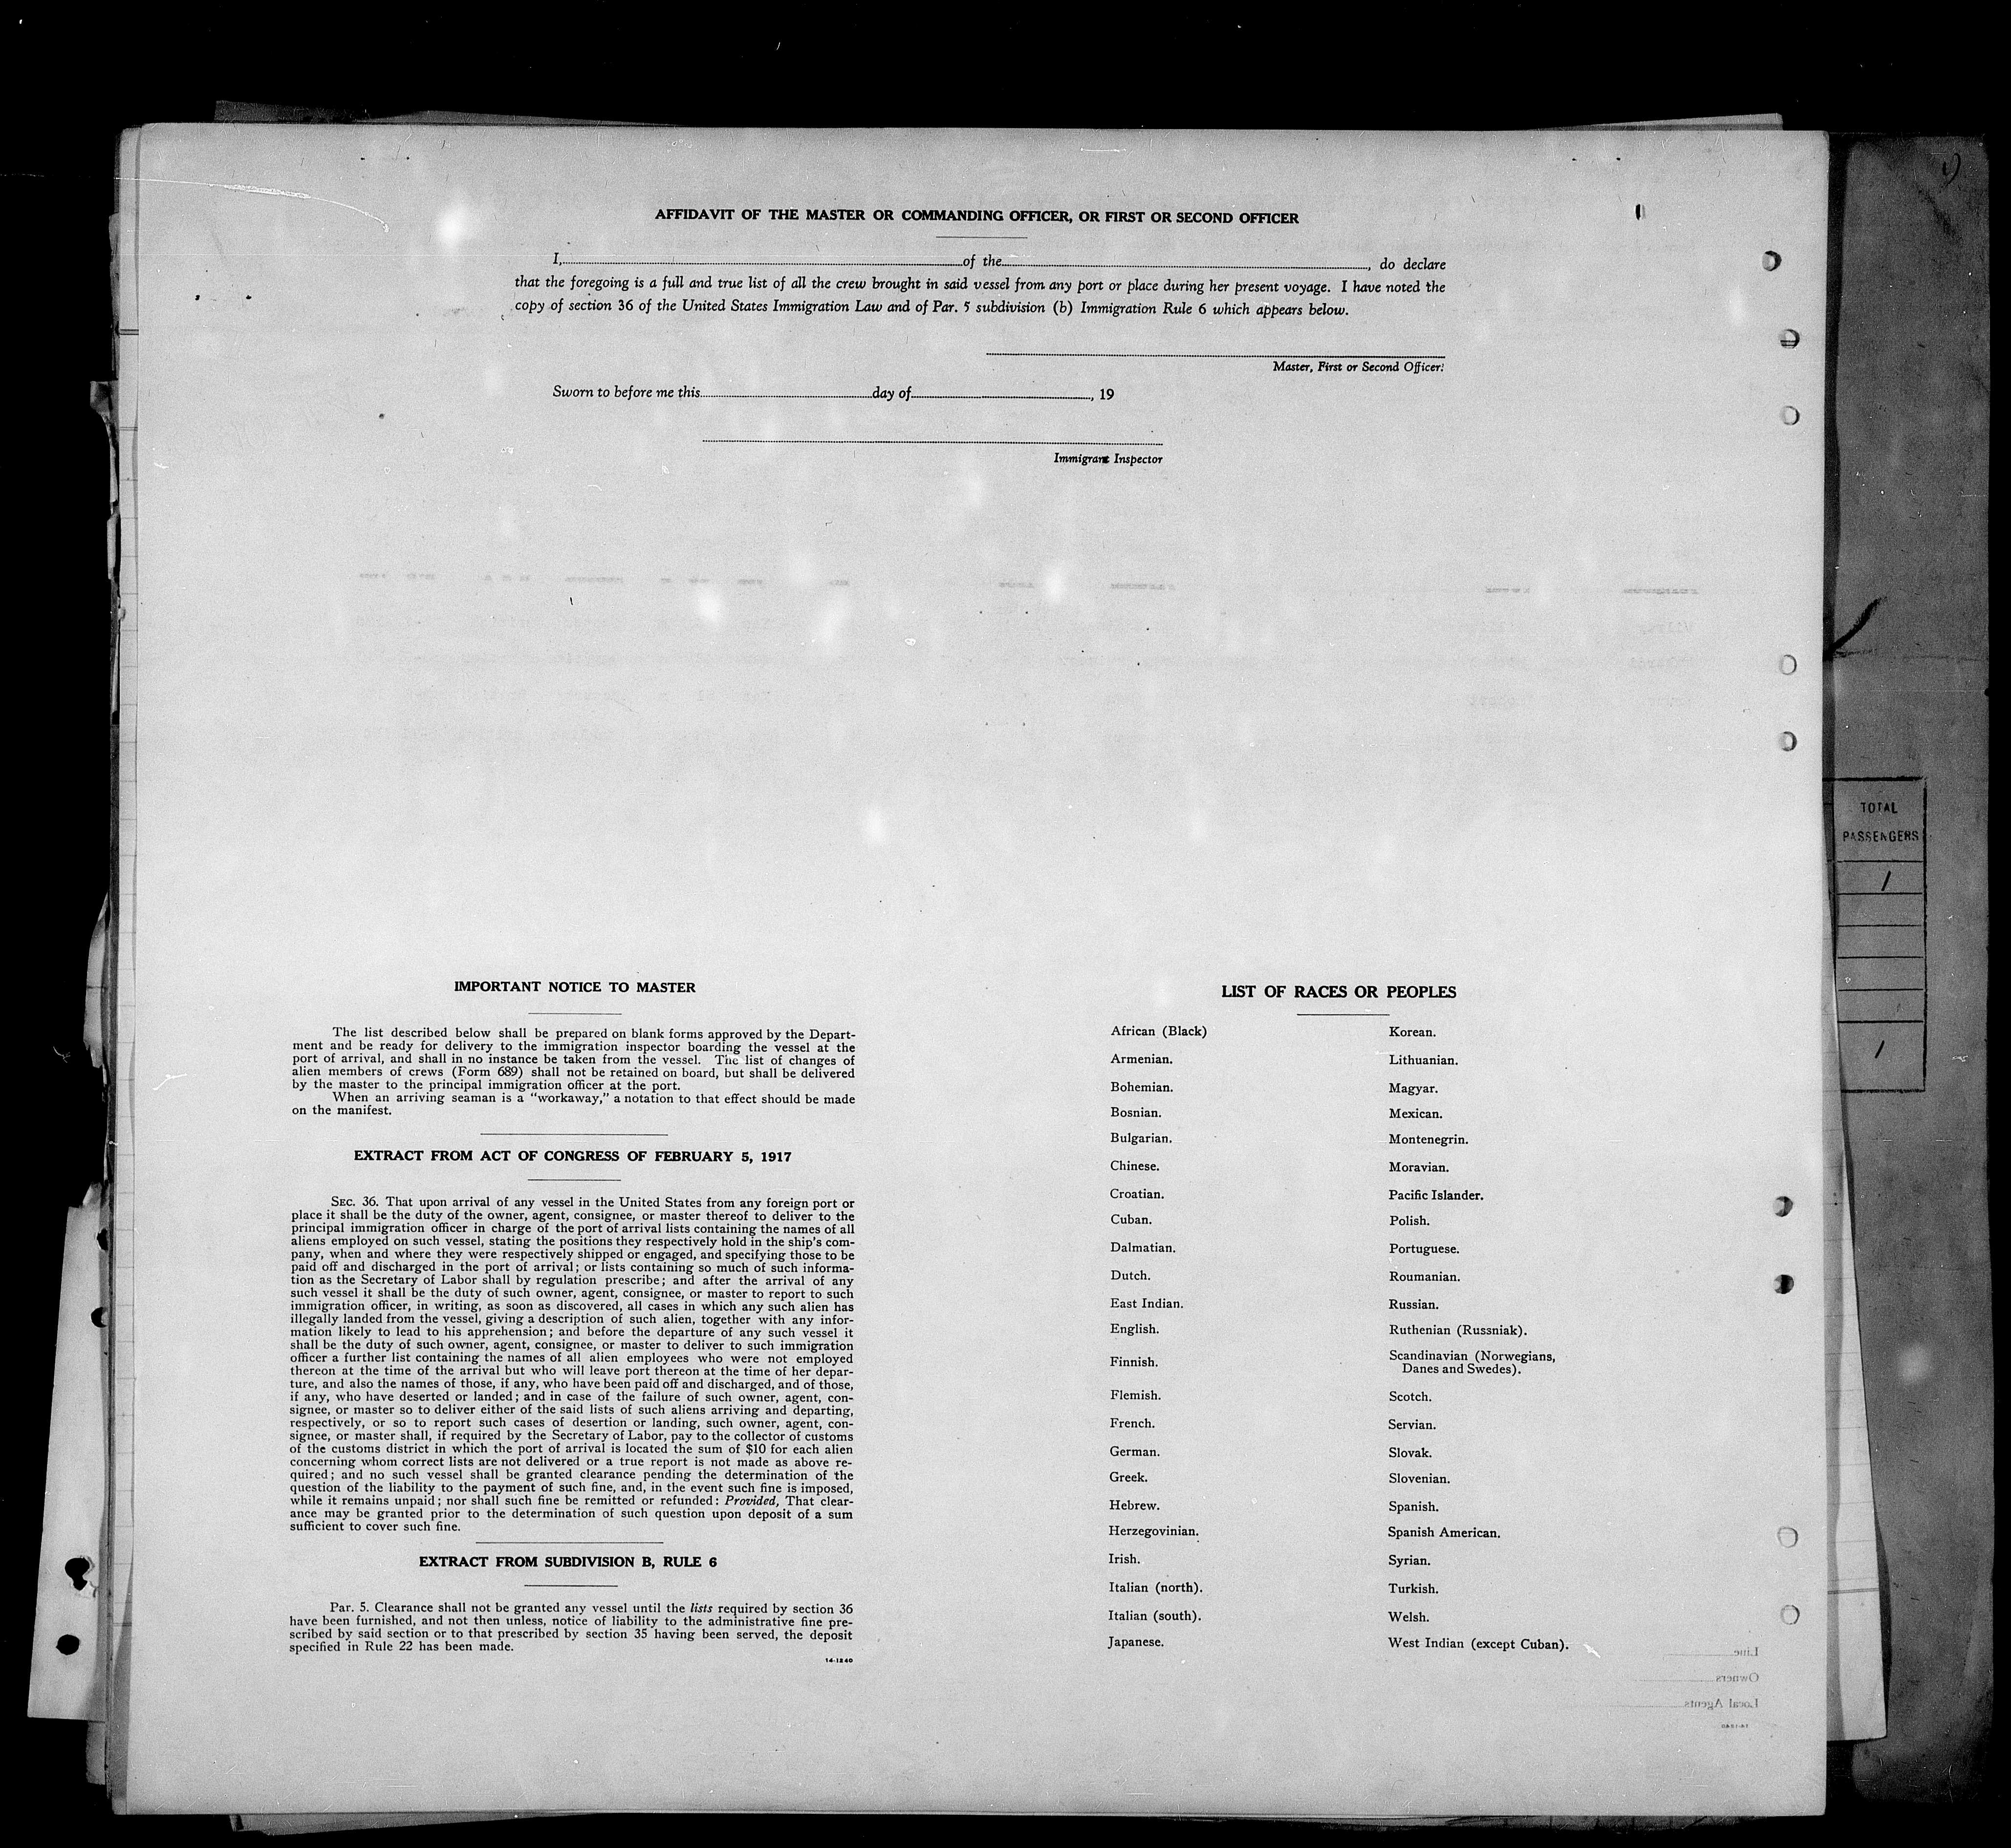 AFFIDAVIT OF THE MASTER OR COMMANDING OFFICER, OR FIRST OR SECOND OFFICER
I, of the , do declare
that the foregoing is a full and true list of all the crew brought in said vessel from any port or place during her present voyage. I have noted the
copy of section 36 of the United States Immigration Law and of Par. 5 subdivision (b) Immigration Rule 6 which appears below.
Master, First or Second Officer.
Sworn to before me this day of , 19
Immigrant Inspector
TOTAL
PASSENGERS
1
1
IMPORTANT NOTICE TO MASTER
The list described below shall be prepared on blank forms approved by the Depart-
ment and be ready for delivery to the immigration inspector boarding the vessel at the
port of arrival, and shall in no instance be taken from the vessel. The list of changes of
alien members of crews (Form 689) shall not be retained on board, but shall be delivered
by the master to the principal immigration officer at the port.
When an arriving seaman is a "workaway," a notation to that effect should be made
on the manifest.
EXTRACT FROM ACT OF CONGRESS OF FEBRUARY 5, 1917
SEC. 36. That upon arrival of any vessel in the United States from any foreign port or
place it shall be the duty of the owner, agent, consignee, or master thereof to deliver to the
principal immigration officer in charge of the port of arrival lists containing the names of all
aliens employed on such vessel, stating the positions they respectively hold in the ship's com-
pany, when and where they were respectively shipped or engaged, and specifying those to be
paid off and discharged in the port of arrival; or lists containing so much of such informa-
tion as the Secretary of Labor shall by regulation prescribe; and after the arrival of any
such vessel it shall be the duty of such owner, agent, consignee, or master to report to such
immigration officer, in writing, as soon as discovered, all cases in which any such alien has
illegally landed from the vessel, giving a description of such alien, together with any infor-
mation likely to lead to his apprehension; and before the departure of any such vessel it
shall be the duty of such owner, agent, consignee, or master to deliver to such immigration
officer a further list containing the names of all alien employees who were not employed
thereon at the time of the arrival but who will leave port thereon at the time of her depar-
ture, and also the names of those, if any, who have been paid off and discharged, and of those,
if any, who have deserted or landed; and in case of the failure of such owner, agent, con-
signee, or master so to deliver either of the said lists of such aliens arriving and departing,
respectively, or so to report such cases of desertion or landing, such owner, agent, con-
signee, or master shall, if required by the Secretary of Labor, pay to the collector of customs
of the customs district in which the port of arrival is located the sum of $10 for each alien
concerning whom correct lists are not delivered or a true report is not made as above re-
quired; and no such vessel shall be granted clearance pending the determination of the
question of the liability to the payment of such fine, and, in the event such fine is imposed,
while it remains unpaid; nor shall such fine be remitted or refunded: Provided, That clear-
ance may be granted prior to the determination of such question upon deposit of a sum
sufficient to cover such fine.
EXTRACT FROM SUBDIVISION B, RULE 6
Par. 5. Clearance shall not be granted any vessel until the lists required by section 36
have been furnished, and not then unless, notice of liability to the administrative fine pre-
scribed by said section or to that prescribed by section 35 having been served, the deposit
specified in Rule 22 has been made.
14-1240
LIST OF RACES OR PEOPLES
African (Black)
Armenian.
Bohemian.
Bosnian.
Bulgarian.
Chinese.
Croatian.
Cuban.
Dalmatian.
Dutch.
East Indian.
English.
Finnish.
Flemish.
French.
German.
Greek.
Hebrew.
Herzegovinian.
Irish.
Italian (north).
Italian (south).
Japanese.
Korean.
Lithuanian.
Magyar.
Mexican.
Montenegrin.
Moravian.
Pacific Islander.
Polish.
Portuguese.
Roumanian.
Russian.
Ruthenian (Russniak).
Scandinavian (Norwegians,
Danes and Swedes).
Scotch.
Servian.
Slovak.
Slovenian.
Spanish.
Spanish American.
Syrian.
Turkish.
Welsh.
West Indian (except Cuban).
Line
Owners
Local Agents
14-1240